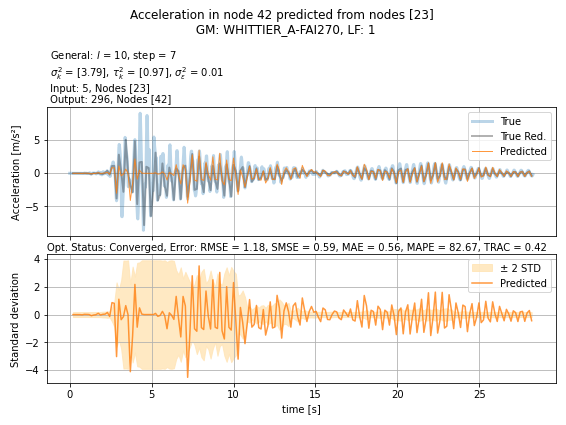 Acceleration in node 42 predicted from nodes [23]
GM: WHITTIER_A-FAI270, LF: 1
General: l = 10, step = 7
σ²ₖ = [3.79], τ²ₖ = [0.97], σ²ε = 0.01
Input: 5, Nodes [23]
Output: 296, Nodes [42]
True
True Red.
Predicted
Acceleration [m/s²]
5
0
−5
Opt. Status: Converged, Error: RMSE = 1.18, SMSE = 0.59, MAE = 0.56, MAPE = 82.67, TRAC = 0.42
± 2 STD
Predicted
Standard deviation
4
2
0
−2
−4
0 5 10 15 20 25
time [s]